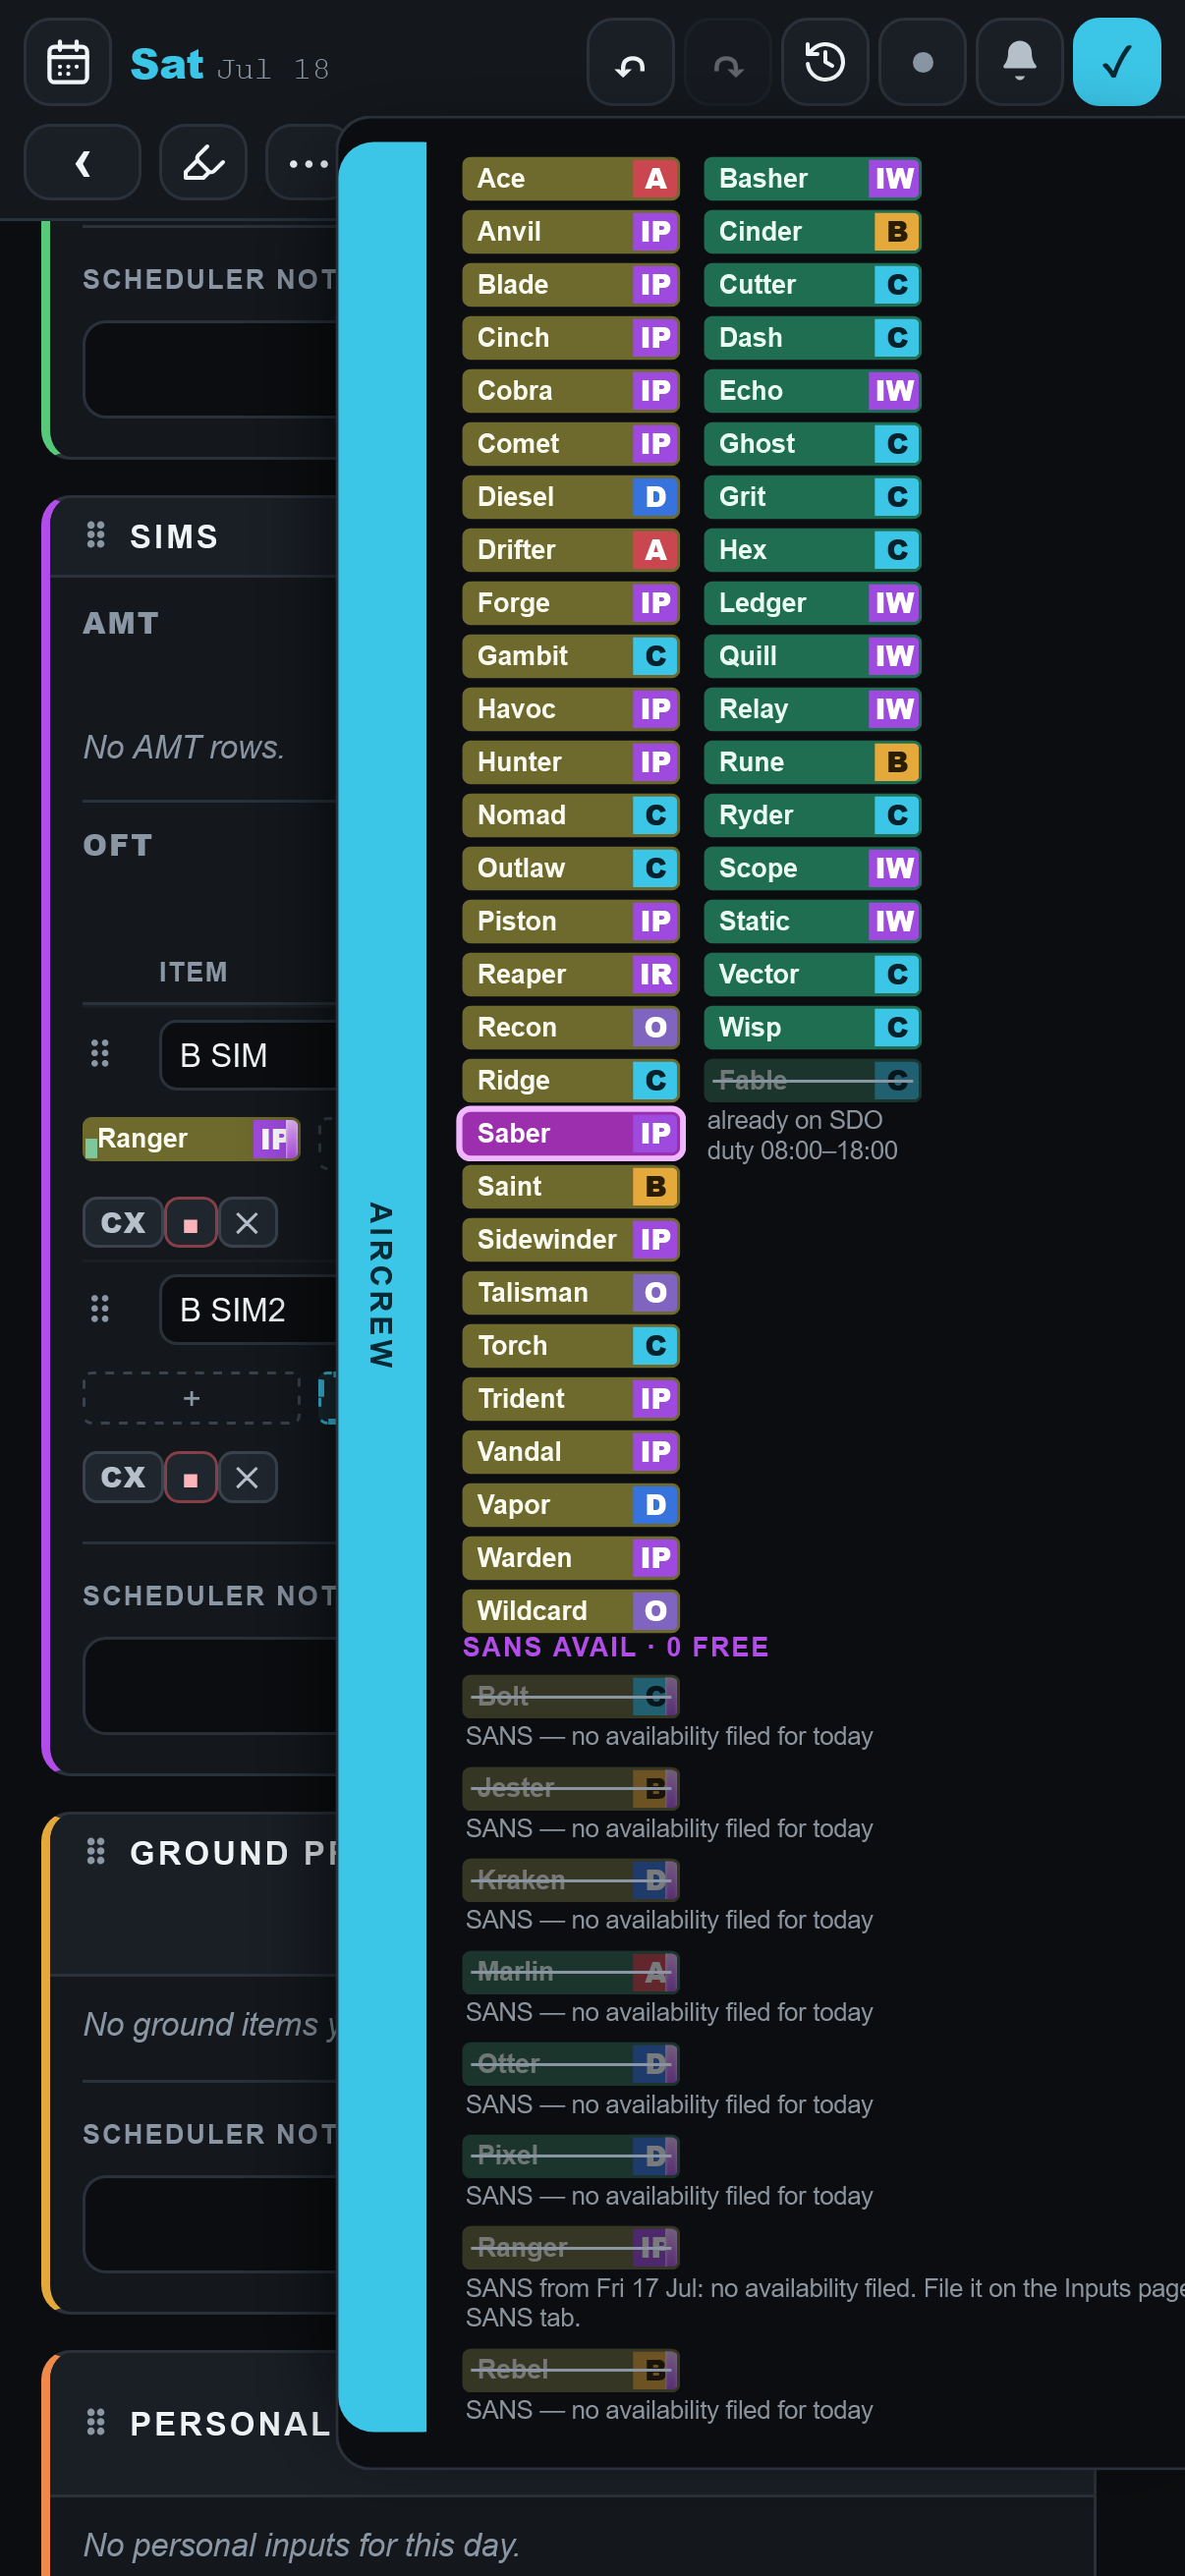 Sat Jul 18
SCHEDULER NOT
SIMS
AMT
No AMT rows.
OFT
ITEM
B SIM
Ranger IP
CX
B SIM2
+
CX
SCHEDULER NOT
GROUND PR
No ground items y
SCHEDULER NOT
PERSONAL
No personal inputs for this day.
AIRCREW
Ace A
Anvil IP
Blade IP
Cinch IP
Cobra IP
Comet IP
Diesel D
Drifter A
Forge IP
Gambit C
Havoc IP
Hunter IP
Nomad C
Outlaw C
Piston IP
Reaper IR
Recon O
Ridge C
Saber IP
Saint B
Sidewinder IP
Talisman O
Torch C
Trident IP
Vandal IP
Vapor D
Warden IP
Wildcard O
Basher IW
Cinder B
Cutter C
Dash C
Echo IW
Ghost C
Grit C
Hex C
Ledger IW
Quill IW
Relay IW
Rune B
Ryder C
Scope IW
Static IW
Vector C
Wisp C
Fable C
already on SDO
duty 08:00–18:00
SANS AVAIL · 0 FREE
Bolt C
SANS — no availability filed for today
Jester B
SANS — no availability filed for today
Kraken D
SANS — no availability filed for today
Marlin A
SANS — no availability filed for today
Otter D
SANS — no availability filed for today
Pixel D
SANS — no availability filed for today
Ranger IP
SANS from Fri 17 Jul: no availability filed. File it on the Inputs page
SANS tab.
Rebel B
SANS — no availability filed for today